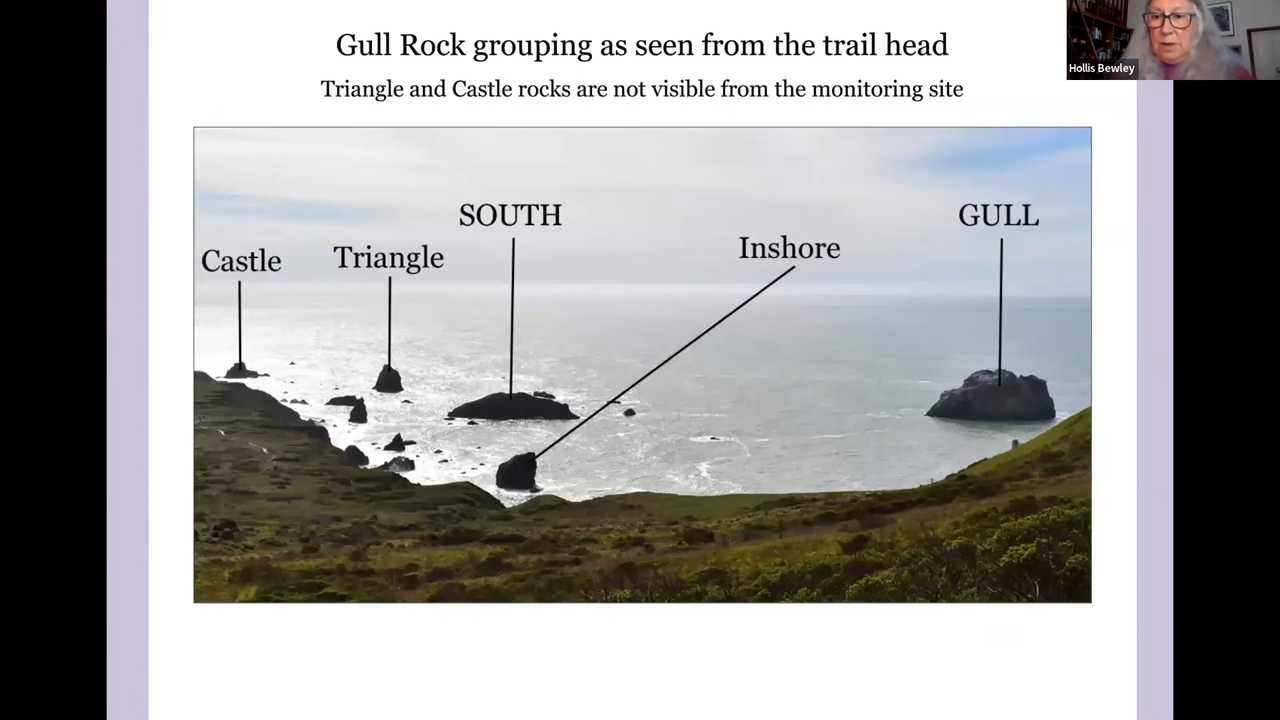 Gull Rock grouping as seen from the trail head
Triangle and Castle rocks are not visible from the monitoring site
Hollis Bewley
SOUTH
GULL
Castle
Triangle
Inshore